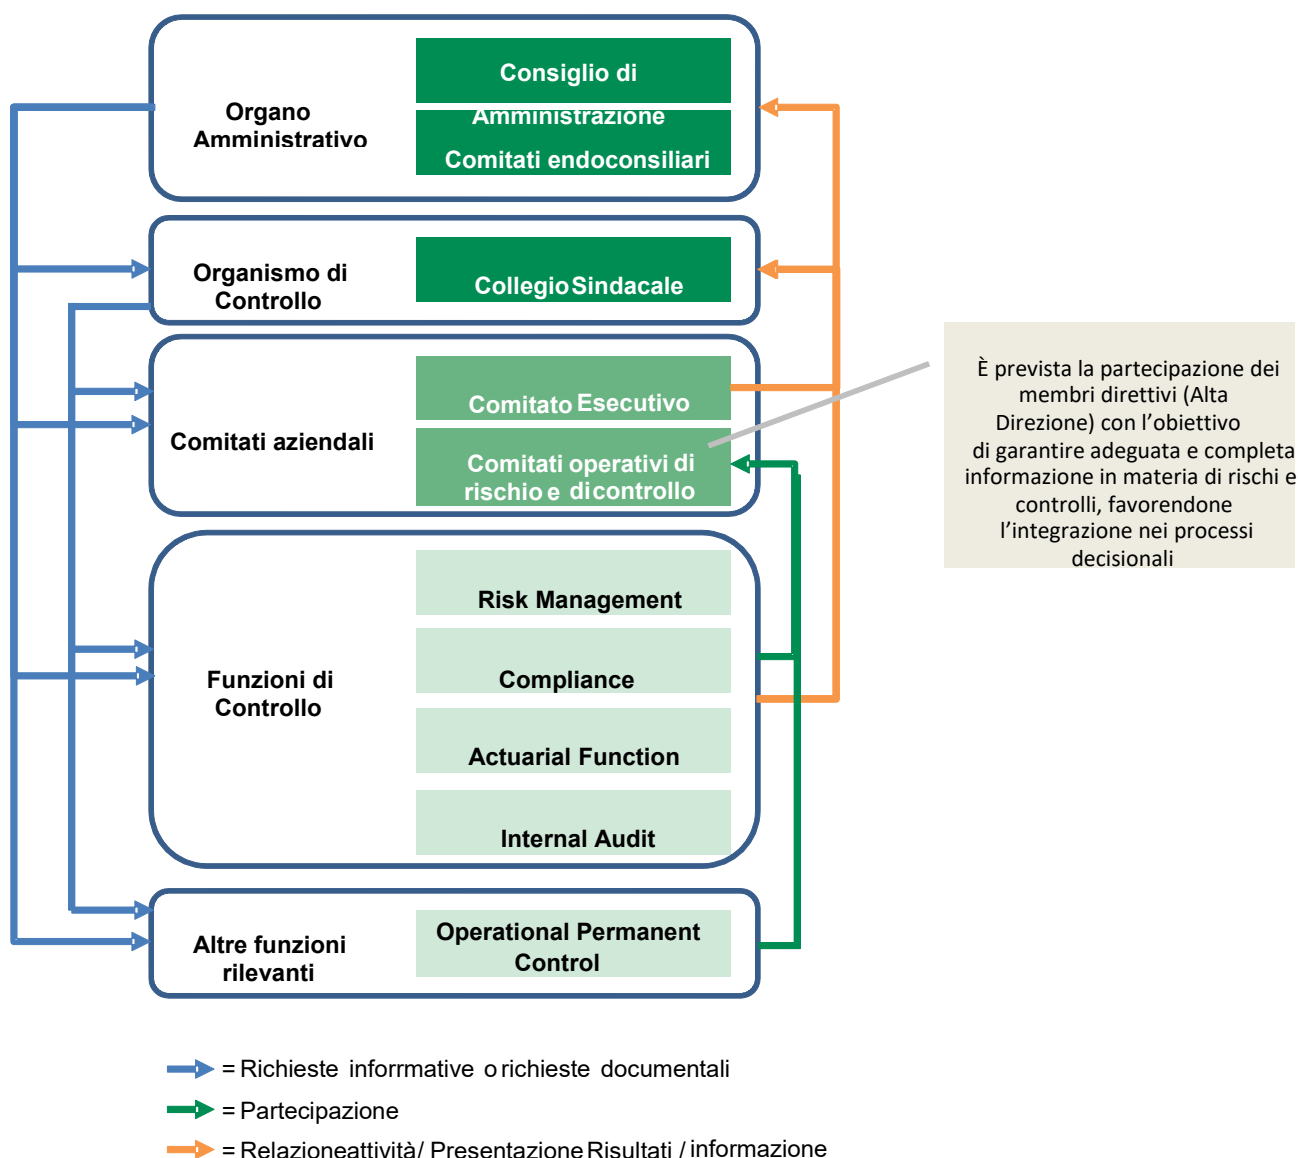 Organo
Amministrativo
Consiglio di
Amministrazione
Comitati endoconsiliari
Organismo di
Controllo
Collegio Sindacale
Comitati aziendali
Comitato Esecutivo
Comitati operativi di
rischio e di controllo
È prevista la partecipazione dei
membri direttivi (Alta
Direzione) con l’obiettivo
di garantire adeguata e completa
informazione in materia di rischi e
controlli, favorendone
l’integrazione nei processi
decisionali
Funzioni di
Controllo
Risk Management
Compliance
Actuarial Function
Internal Audit
Altre funzioni
rilevanti
Operational Permanent
Control
= Richieste inforrmative o richieste documentali
= Partecipazione
= Relazioneattività/ Presentazione Risultati / informazione